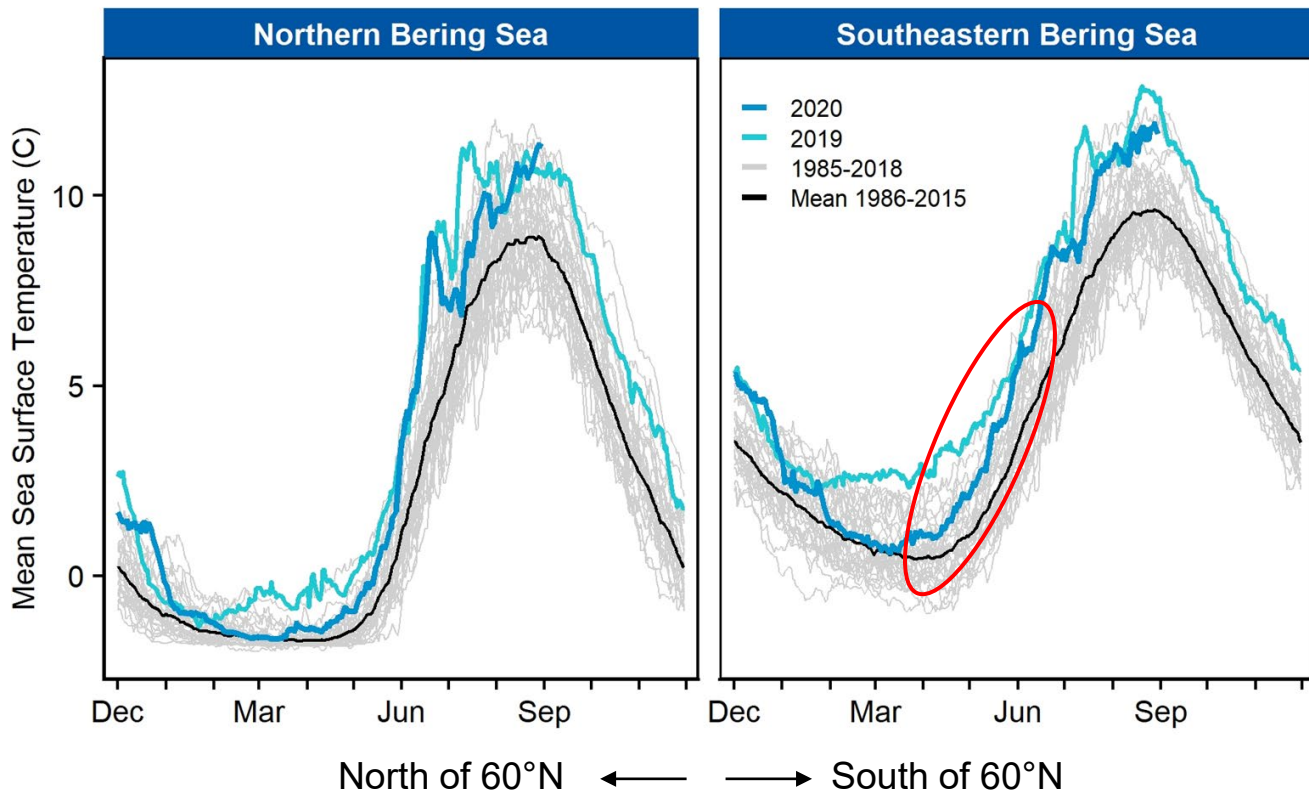 Northern Bering Sea
Southeastern Bering Sea
Mean Sea Surface Temperature (C)
10
5
0
2020
2019
1985-2018
Mean 1986-2015
Dec Mar Jun Sep
Dec Mar Jun Sep
North of 60°N
South of 60°N